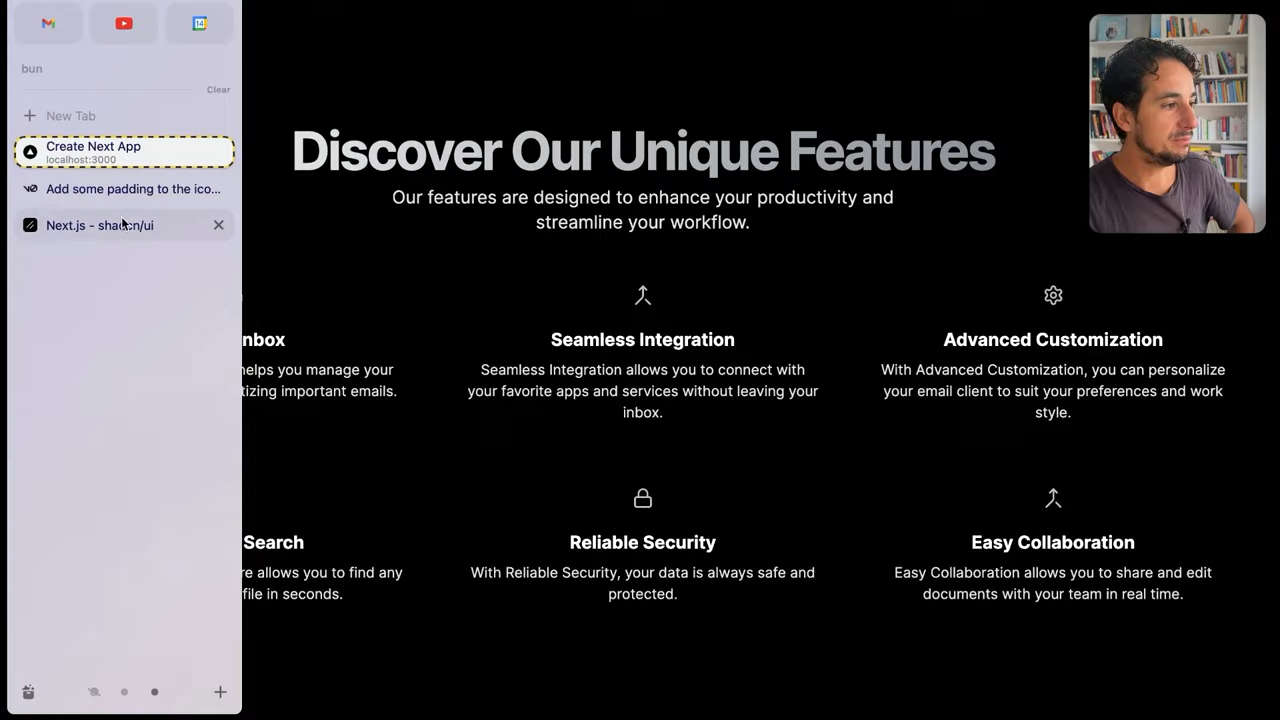 14
bun
Clear
New Tab
Create Next App
localhost:3000
Add some padding to the ico...
Next.js - shadcn/ui
Discover Our Unique Features
Our features are designed to enhance your productivity and
streamline your workflow.
nbox
helps you manage your
tizing important emails.
Seamless Integration
Seamless Integration allows you to connect with
your favorite apps and services without leaving your
inbox.
Advanced Customization
With Advanced Customization, you can personalize
your email client to suit your preferences and work
style.
Search
re allows you to find any
file in seconds.
Reliable Security
With Reliable Security, your data is always safe and
protected.
Easy Collaboration
Easy Collaboration allows you to share and edit
documents with your team in real time.